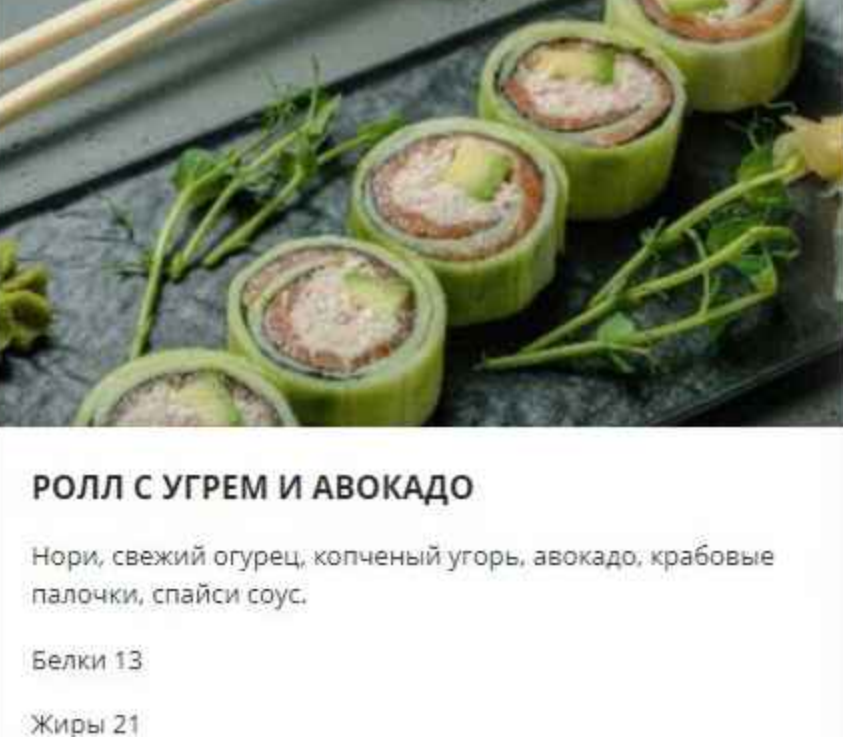 РОЛЛ С УГРЕМ И АВОКАДО
Нори, свежий огурец, копченый угорь, авокадо, крабовые
палочки, спайси соус.
Белки 13
Жиры 21